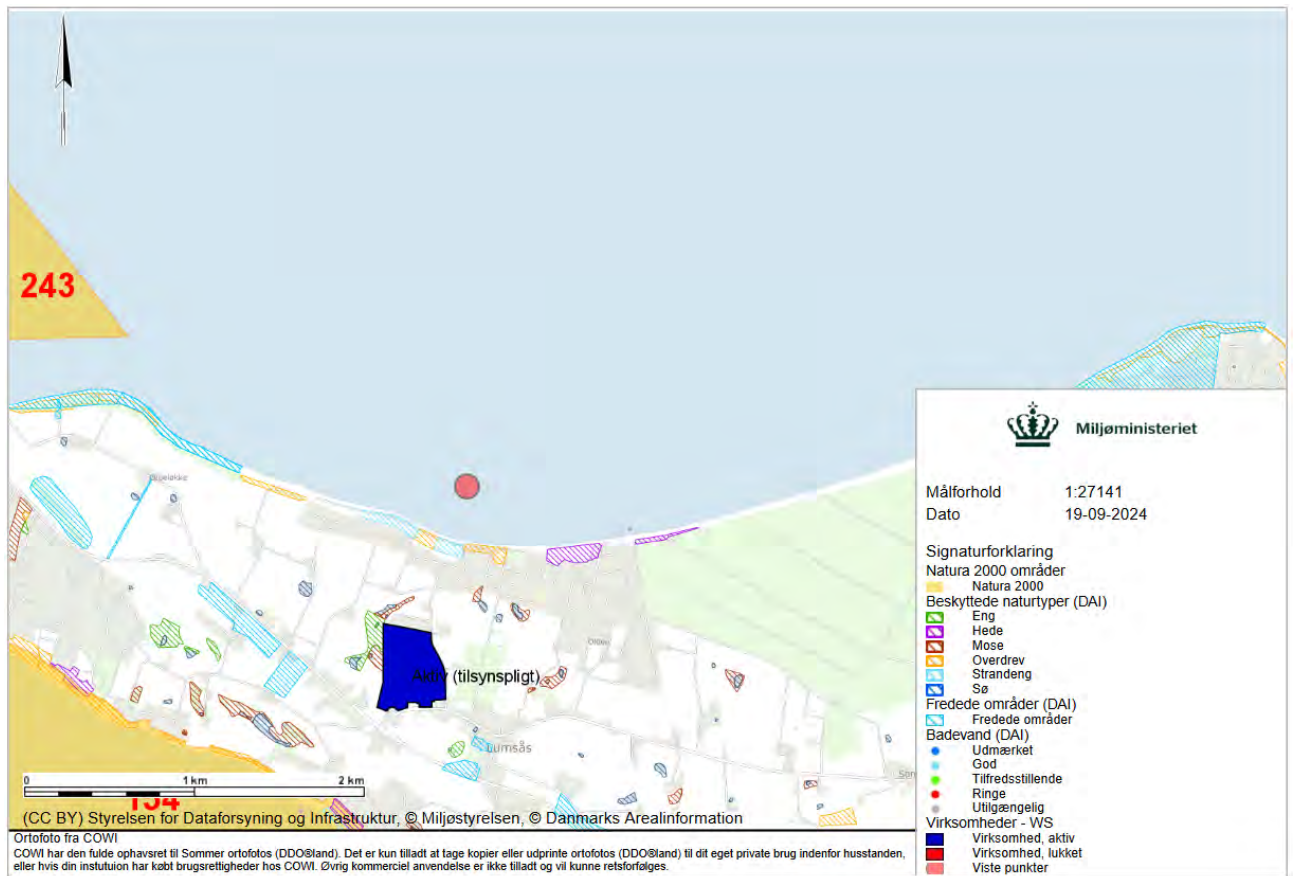 243
Aktiv (tilsynspligt)
Lumsås
0 1 km 2 km
154
(CC BY) Styrelsen for Dataforsyning og Infrastruktur, © Miljøstyrelsen, © Danmarks Arealinformation
Ortofoto fra COWI
COWI har den fulde ophavsret til Sommer ortofotos (DDO®land). Det er kun tilladt at tage kopier eller udprinte ortofotos (DDO®land) til dit eget private brug indenfor husstanden,
eller hvis din instutuion har købt brugsrettigheder hos COWI. Øvrig kommerciel anvendelse er ikke tilladt og vil kunne retsforfølges.
Miljøministeriet
Målforhold 1:27141
Dato 19-09-2024
Signaturforklaring
Natura 2000 områder
Natura 2000
Beskyttede naturtyper (DAI)
Eng
Hede
Mose
Overdrev
Strandeng
Sø
Fredede områder (DAI)
Fredede områder
Badevand (DAI)
Udmærket
God
Tilfredsstillende
Ringe
Utilgængelig
Virksomheder - WS
Virksomhed, aktiv
Virksomhed, lukket
Viste punkter